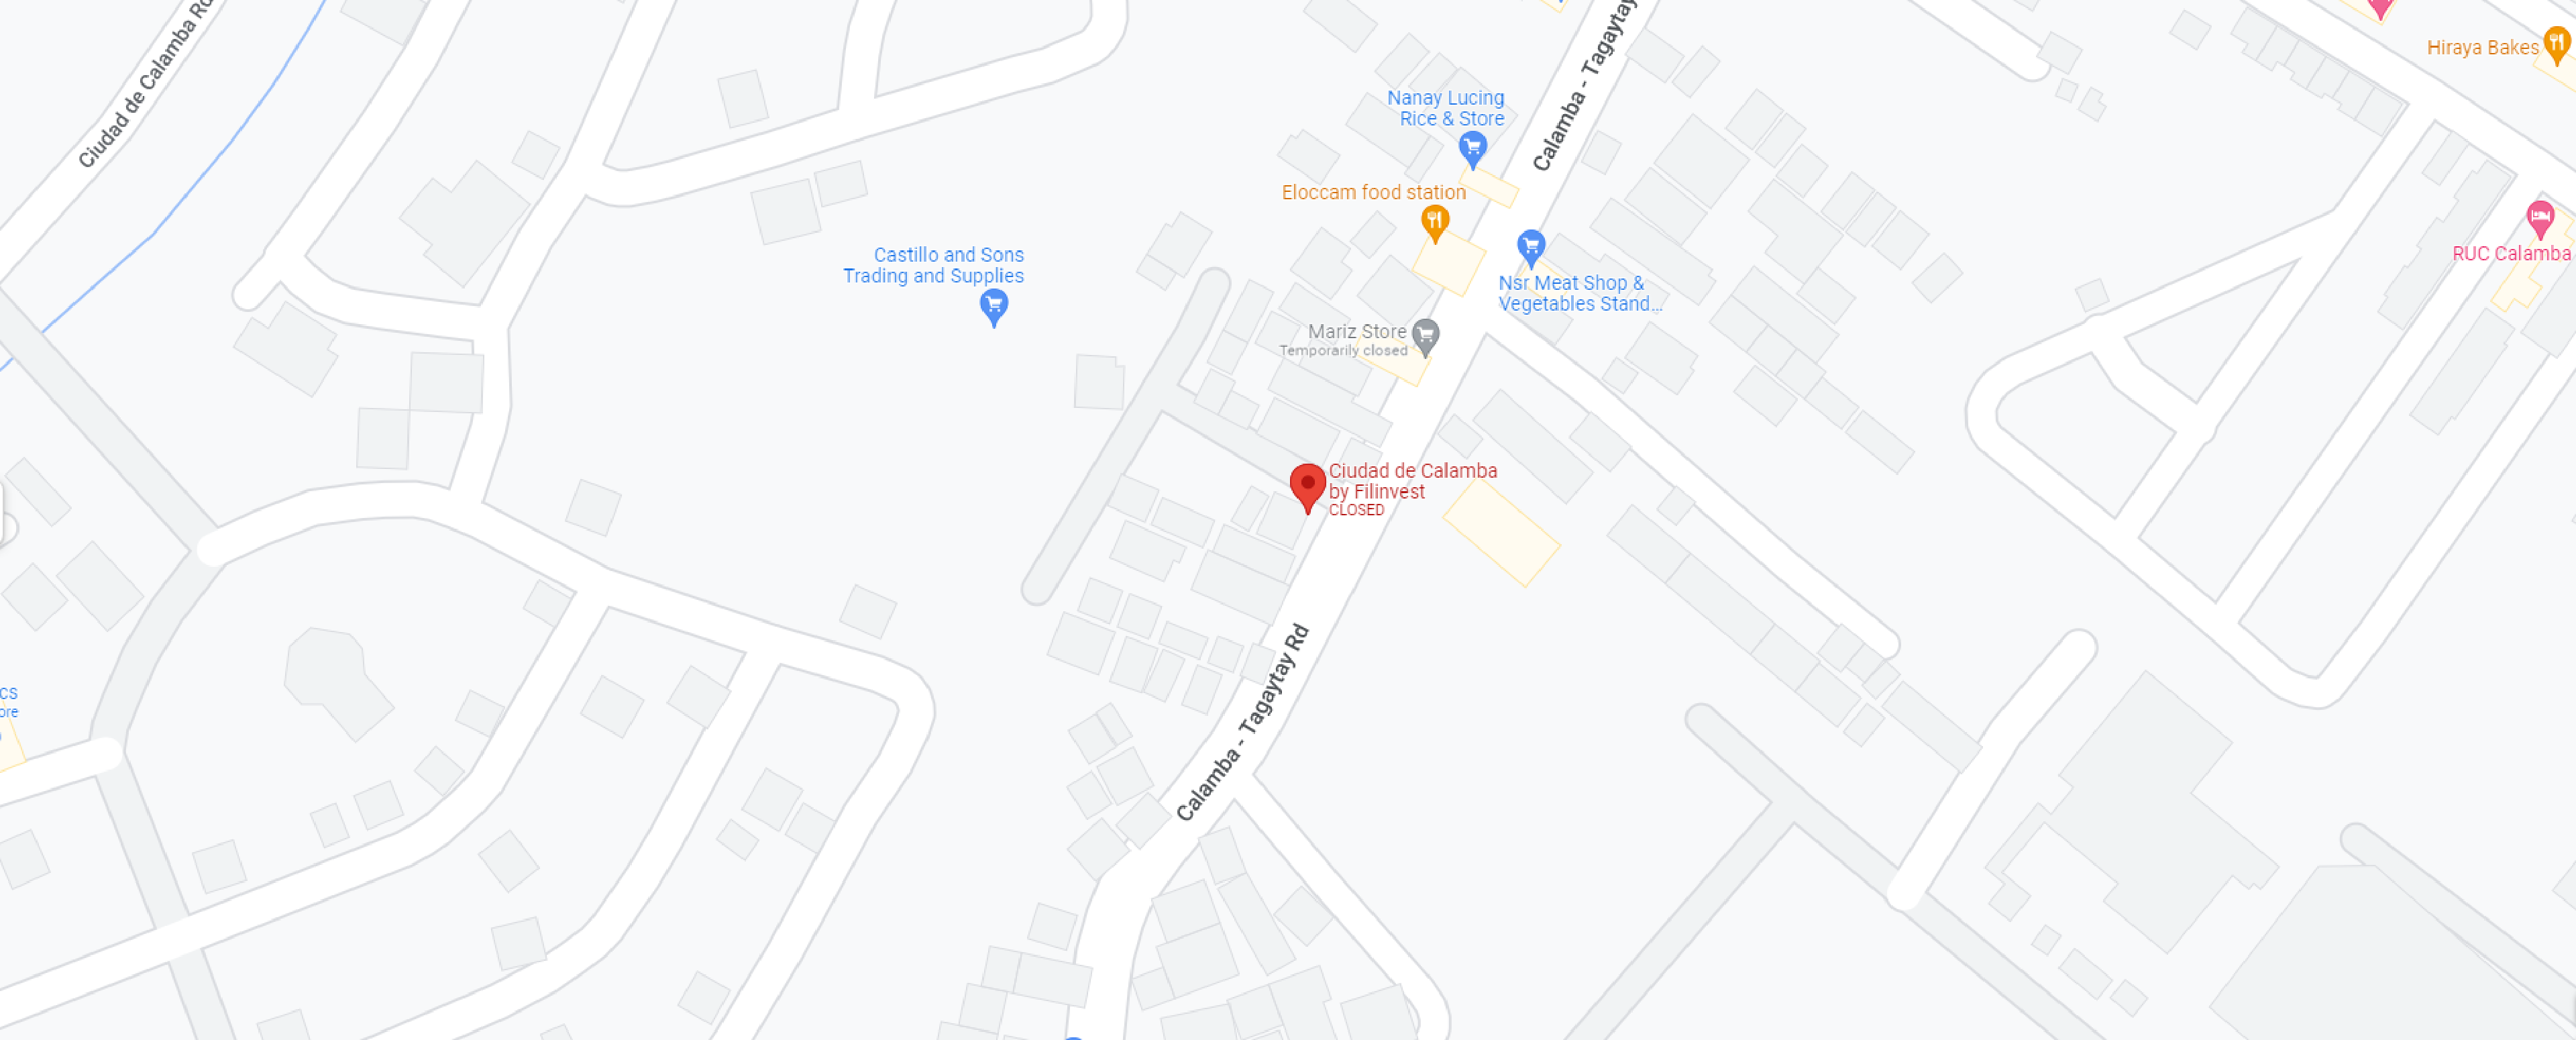 Ciudad de Calamba Rd
Calamba - Tagaytay
Hiraya Bakes
Nanay Lucing
Rice & Store
Eloccam food station
Castillo and Sons
Trading and Supplies
Nsr Meat Shop &
Vegetables Stand...
RUC Calamba
Mariz Store
Temporarily closed
Ciudad de Calamba
by Filinvest
CLOSED
Calamba - Tagaytay Rd